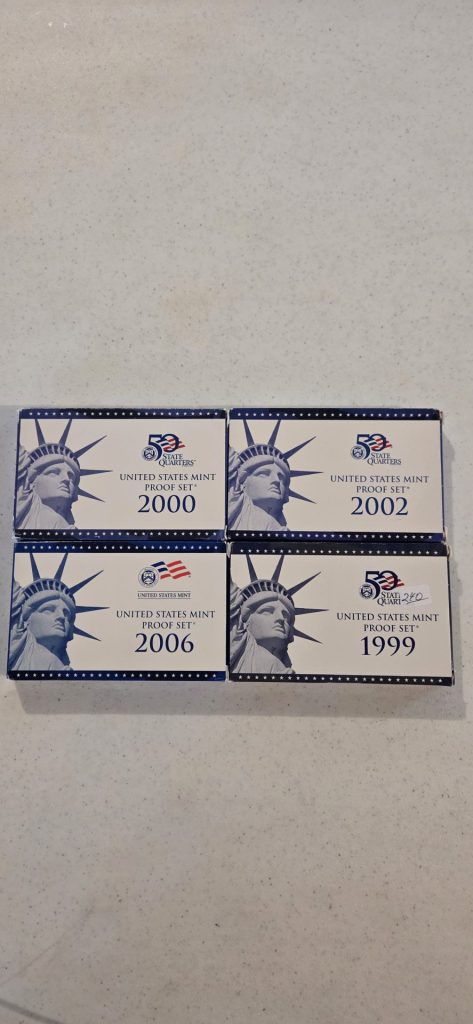 50
STATE
QUARTERS
UNITED STATES MINT
PROOF SET®
2000
50
STATE
QUARTERS
UNITED STATES MINT
PROOF SET®
2002
UNITED STATES MINT
UNITED STATES MINT
PROOF SET®
2006
50
240
UNITED STATES MINT
PROOF SET®
1999